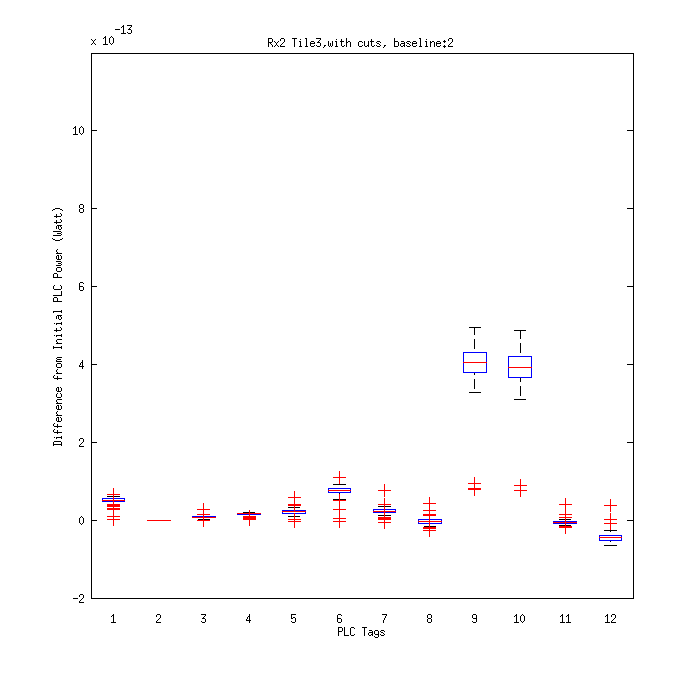 x 10-13
Rx2 Tile3,with cuts, baseline:2
10
8
6
4
2
0
-2
Difference from Initial PLC Power (Watt)
1 2 3 4 5 6 7 8 9 10 11 12
PLC Tags